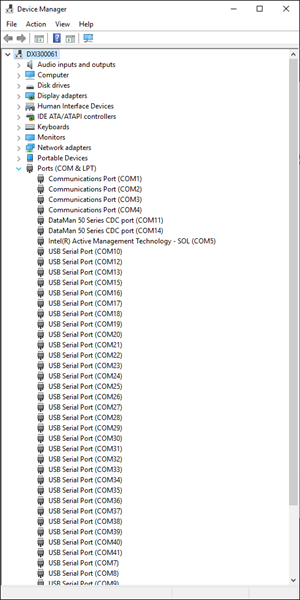 Device Manager
File Action View Help
DXI300061
Audio inputs and outputs
Computer
Disk drives
Display adapters
Human Interface Devices
IDE ATA/ATAPI controllers
Keyboards
Monitors
Network adapters
Portable Devices
Ports (COM & LPT)
Communications Port (COM1)
Communications Port (COM2)
Communications Port (COM3)
Communications Port (COM4)
DataMan 50 Series CDC port (COM11)
DataMan 50 Series CDC port (COM14)
Intel(R) Active Management Technology - SOL (COM5)
USB Serial Port (COM10)
USB Serial Port (COM12)
USB Serial Port (COM13)
USB Serial Port (COM15)
USB Serial Port (COM16)
USB Serial Port (COM17)
USB Serial Port (COM18)
USB Serial Port (COM19)
USB Serial Port (COM20)
USB Serial Port (COM21)
USB Serial Port (COM22)
USB Serial Port (COM23)
USB Serial Port (COM24)
USB Serial Port (COM25)
USB Serial Port (COM26)
USB Serial Port (COM27)
USB Serial Port (COM28)
USB Serial Port (COM29)
USB Serial Port (COM30)
USB Serial Port (COM31)
USB Serial Port (COM32)
USB Serial Port (COM33)
USB Serial Port (COM34)
USB Serial Port (COM35)
USB Serial Port (COM36)
USB Serial Port (COM37)
USB Serial Port (COM38)
USB Serial Port (COM39)
USB Serial Port (COM40)
USB Serial Port (COM41)
USB Serial Port (COM7)
USB Serial Port (COM8)
USB Serial Port (COM9)